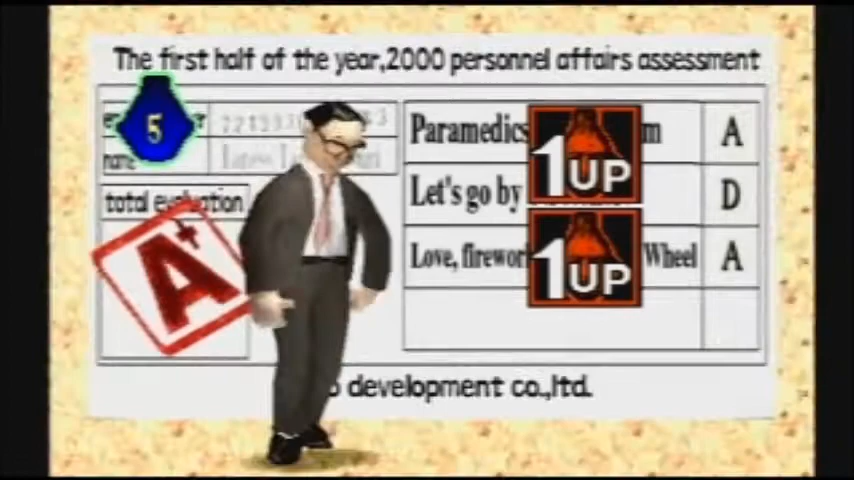 The first half of the year,2000 personnel affairs assessment
5
total evaluation
A+
Paramedics
1UP
A
Let's go by
D
Love,
1UP
Wheel
A
development co.,ltd.